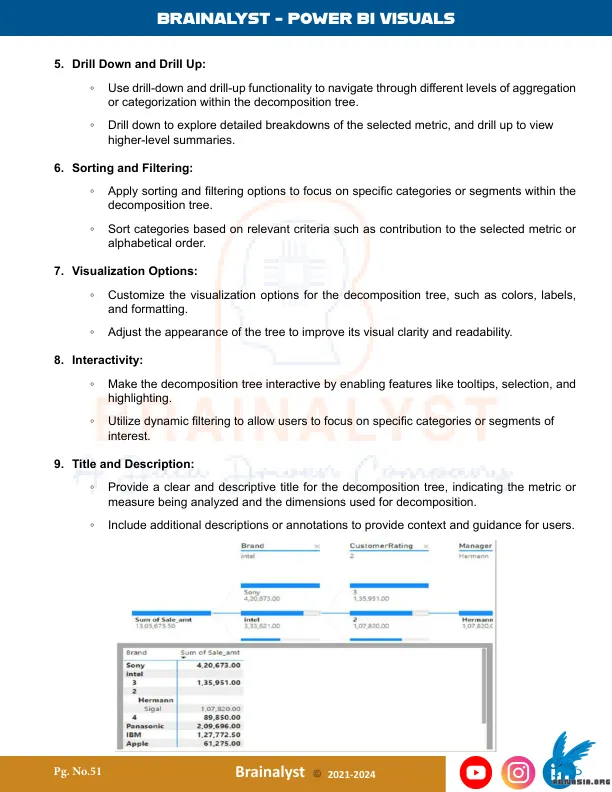 BRAINALYST - POWER BI VISUALS
5. Drill Down and Drill Up:
◦ Use drill-down and drill-up functionality to navigate through different levels of aggregation
or categorization within the decomposition tree.
◦ Drill down to explore detailed breakdowns of the selected metric, and drill up to view
higher-level summaries.
6. Sorting and Filtering:
◦ Apply sorting and filtering options to focus on specific categories or segments within the
decomposition tree.
◦ Sort categories based on relevant criteria such as contribution to the selected metric or
alphabetical order.
7. Visualization Options:
◦ Customize the visualization options for the decomposition tree, such as colors, labels,
and formatting.
◦ Adjust the appearance of the tree to improve its visual clarity and readability.
8. Interactivity:
◦ Make the decomposition tree interactive by enabling features like tooltips, selection, and
highlighting.
◦ Utilize dynamic filtering to allow users to focus on specific categories or segments of
interest.
BRAINALYST
9. Title and Description:
A Data Driven Company
◦ Provide a clear and descriptive title for the decomposition tree, indicating the metric or
measure being analyzed and the dimensions used for decomposition.
◦ Include additional descriptions or annotations to provide context and guidance for users.
Brand × CustomerRating × Manager
Intel 2 Hermann
Sony 3
4,20,673.00 1,35,951.00
Sum of Sale_amt Intel 2 Hermann
13,05,675.50 3,33,621.00 1,07,820.00 1,07,820.0
Brand Sum of Sale_amt
Sony 4,20,673.00
Intel
3 1,35,951.00
2
Hermann
Sigal 1,07,820.00
4 89,850.00
Panasonic 2,09,696.00
IBM 1,27,772.50
Apple 61,275.00
Pg. No.51 Brainalyst © 2021-2024
in